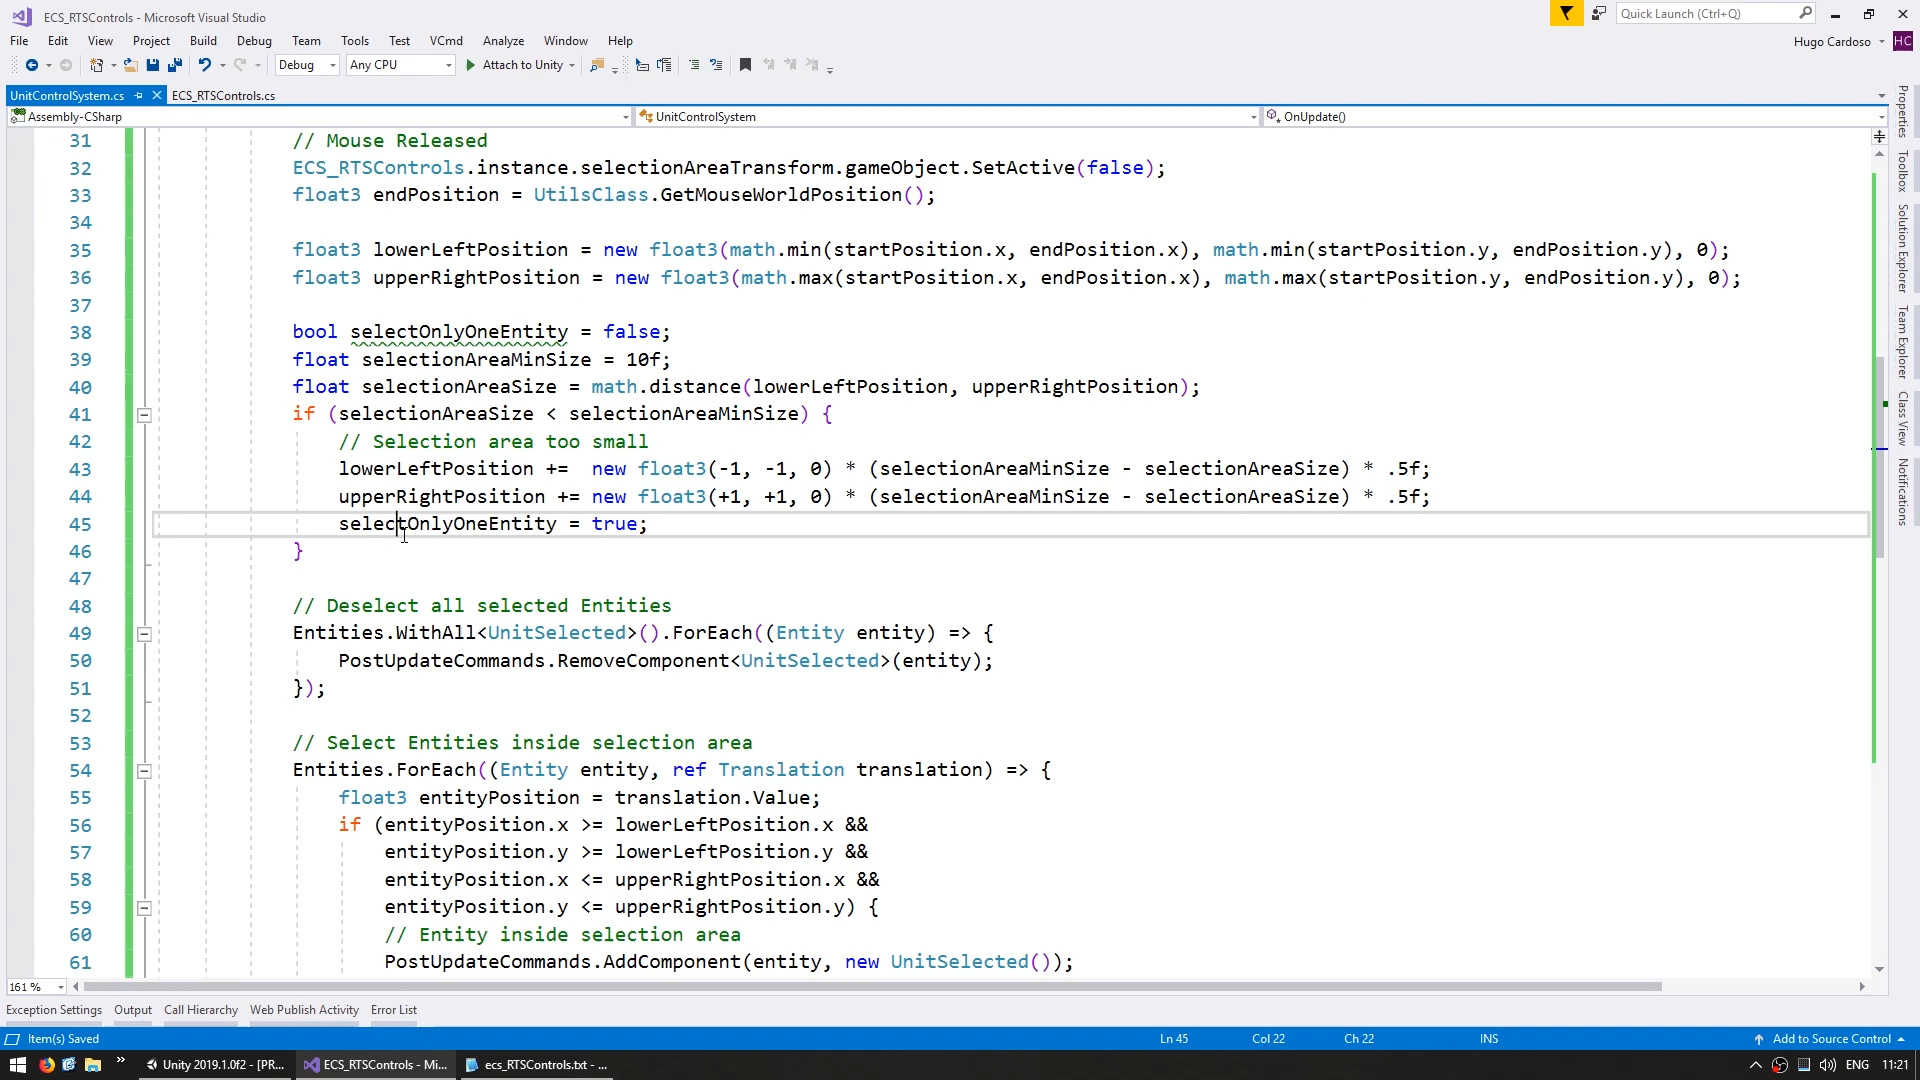 ECS_RTSControls - Microsoft Visual Studio
Quick Launch (Ctrl+Q)
File Edit View Project Build Debug Team Tools Test VCmd Analyze Window Help
Hugo Cardoso HC
Debug Any CPU Attach to Unity
UnitControlSystem.cs ECS_RTSControls.cs
Assembly-CSharp UnitControlSystem OnUpdate()
31 // Mouse Released
32 ECS_RTSControls.instance.selectionAreaTransform.gameObject.SetActive(false);
33 float3 endPosition = UtilsClass.GetMouseWorldPosition();
34
35 float3 lowerLeftPosition = new float3(math.min(startPosition.x, endPosition.x), math.min(startPosition.y, endPosition.y), 0);
36 float3 upperRightPosition = new float3(math.max(startPosition.x, endPosition.x), math.max(startPosition.y, endPosition.y), 0);
37
38 bool selectOnlyOneEntity = false;
39 float selectionAreaMinSize = 10f;
40 float selectionAreaSize = math.distance(lowerLeftPosition, upperRightPosition);
41 if (selectionAreaSize < selectionAreaMinSize) {
42 // Selection area too small
43 lowerLeftPosition +=  new float3(-1, -1, 0) * (selectionAreaMinSize - selectionAreaSize) * .5f;
44 upperRightPosition += new float3(+1, +1, 0) * (selectionAreaMinSize - selectionAreaSize) * .5f;
45 selectOnlyOneEntity = true;
46 }
47
48 // Deselect all selected Entities
49 Entities.WithAll<UnitSelected>().ForEach((Entity entity) => {
50 PostUpdateCommands.RemoveComponent<UnitSelected>(entity);
51 });
52
53 // Select Entities inside selection area
54 Entities.ForEach((Entity entity, ref Translation translation) => {
55 float3 entityPosition = translation.Value;
56 if (entityPosition.x >= lowerLeftPosition.x &&
57 entityPosition.y >= lowerLeftPosition.y &&
58 entityPosition.x <= upperRightPosition.x &&
59 entityPosition.y <= upperRightPosition.y) {
60 // Entity inside selection area
61 PostUpdateCommands.AddComponent(entity, new UnitSelected());
Properties
Toolbox
Solution Explorer
Team Explorer
Class View
Notifications
161 %
Exception Settings Output Call Hierarchy Web Publish Activity Error List
Item(s) Saved Ln 45 Col 22 Ch 22 INS Add to Source Control
Unity 2019.1.0f2 - [PR... ECS_RTSControls - Mi... ecs_RTSControls.txt - ... ENG 11:21